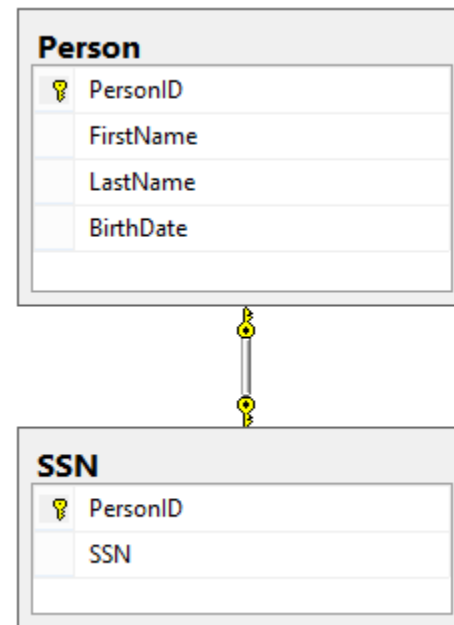 Person
PersonID
FirstName
LastName
BirthDate
SSN
PersonID
SSN